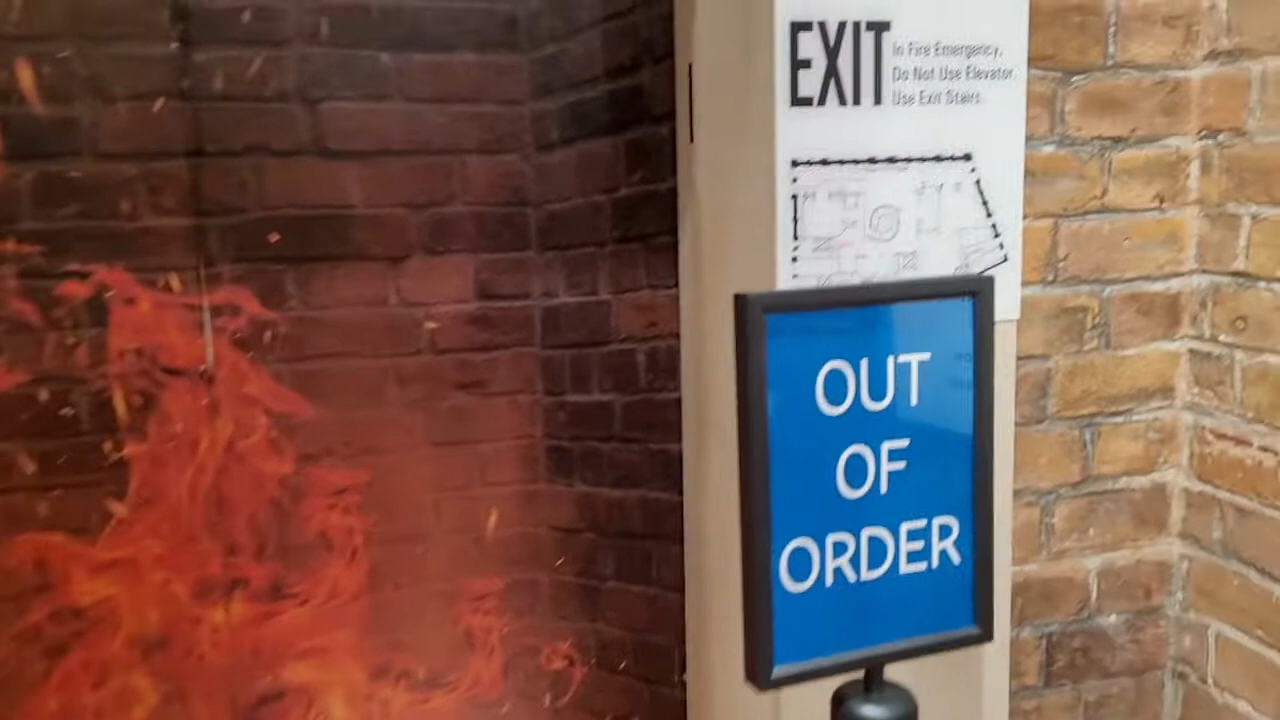 EXIT
In Fire Emergency,
Do Not Use Elevator.
Use Exit Stairs.
OUT
OF
ORDER